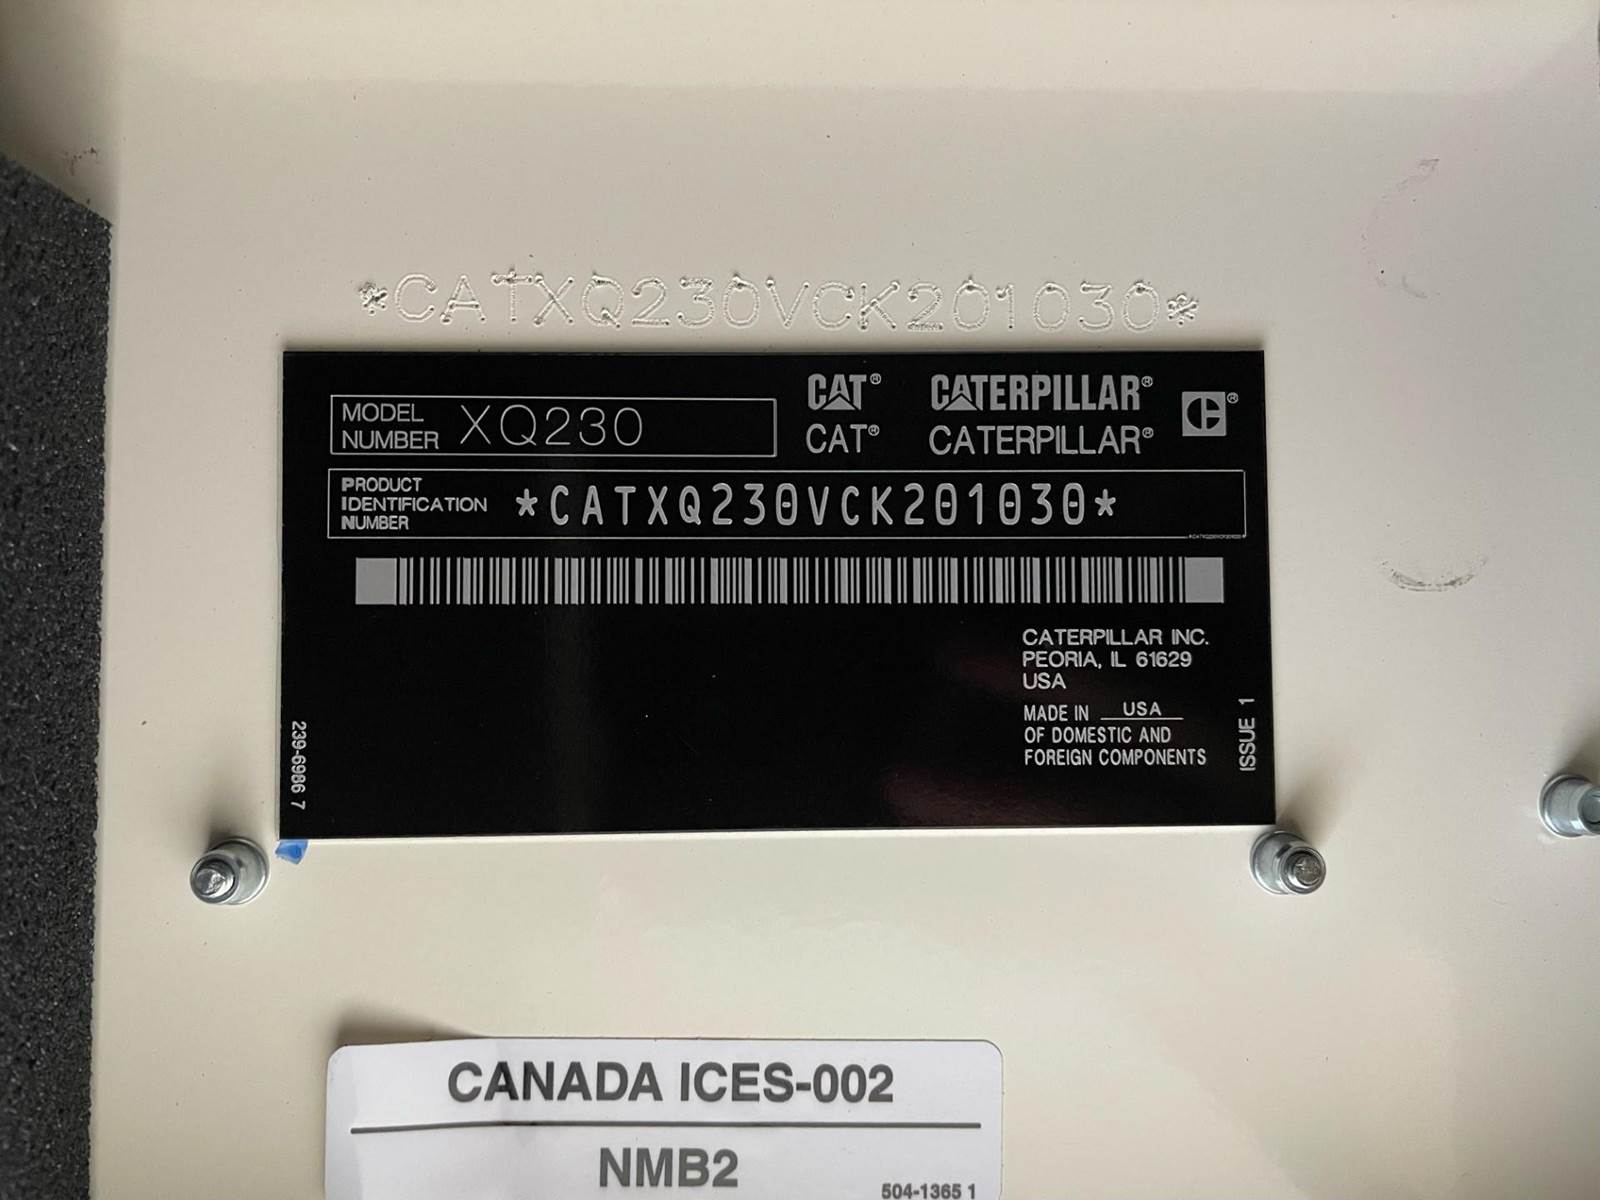 *CATXQ230VCK201030*
MODEL NUMBER XQ230
CAT® CATERPILLAR®
CAT® CATERPILLAR®
PRODUCT
IDENTIFICATION
NUMBER
*CATXQ230VCK201030*
CATERPILLAR INC.
PEORIA, IL 61629
USA
MADE IN USA
OF DOMESTIC AND
FOREIGN COMPONENTS
ISSUE 1
239-6986 7
CANADA ICES-002
NMB2
504-1365 1